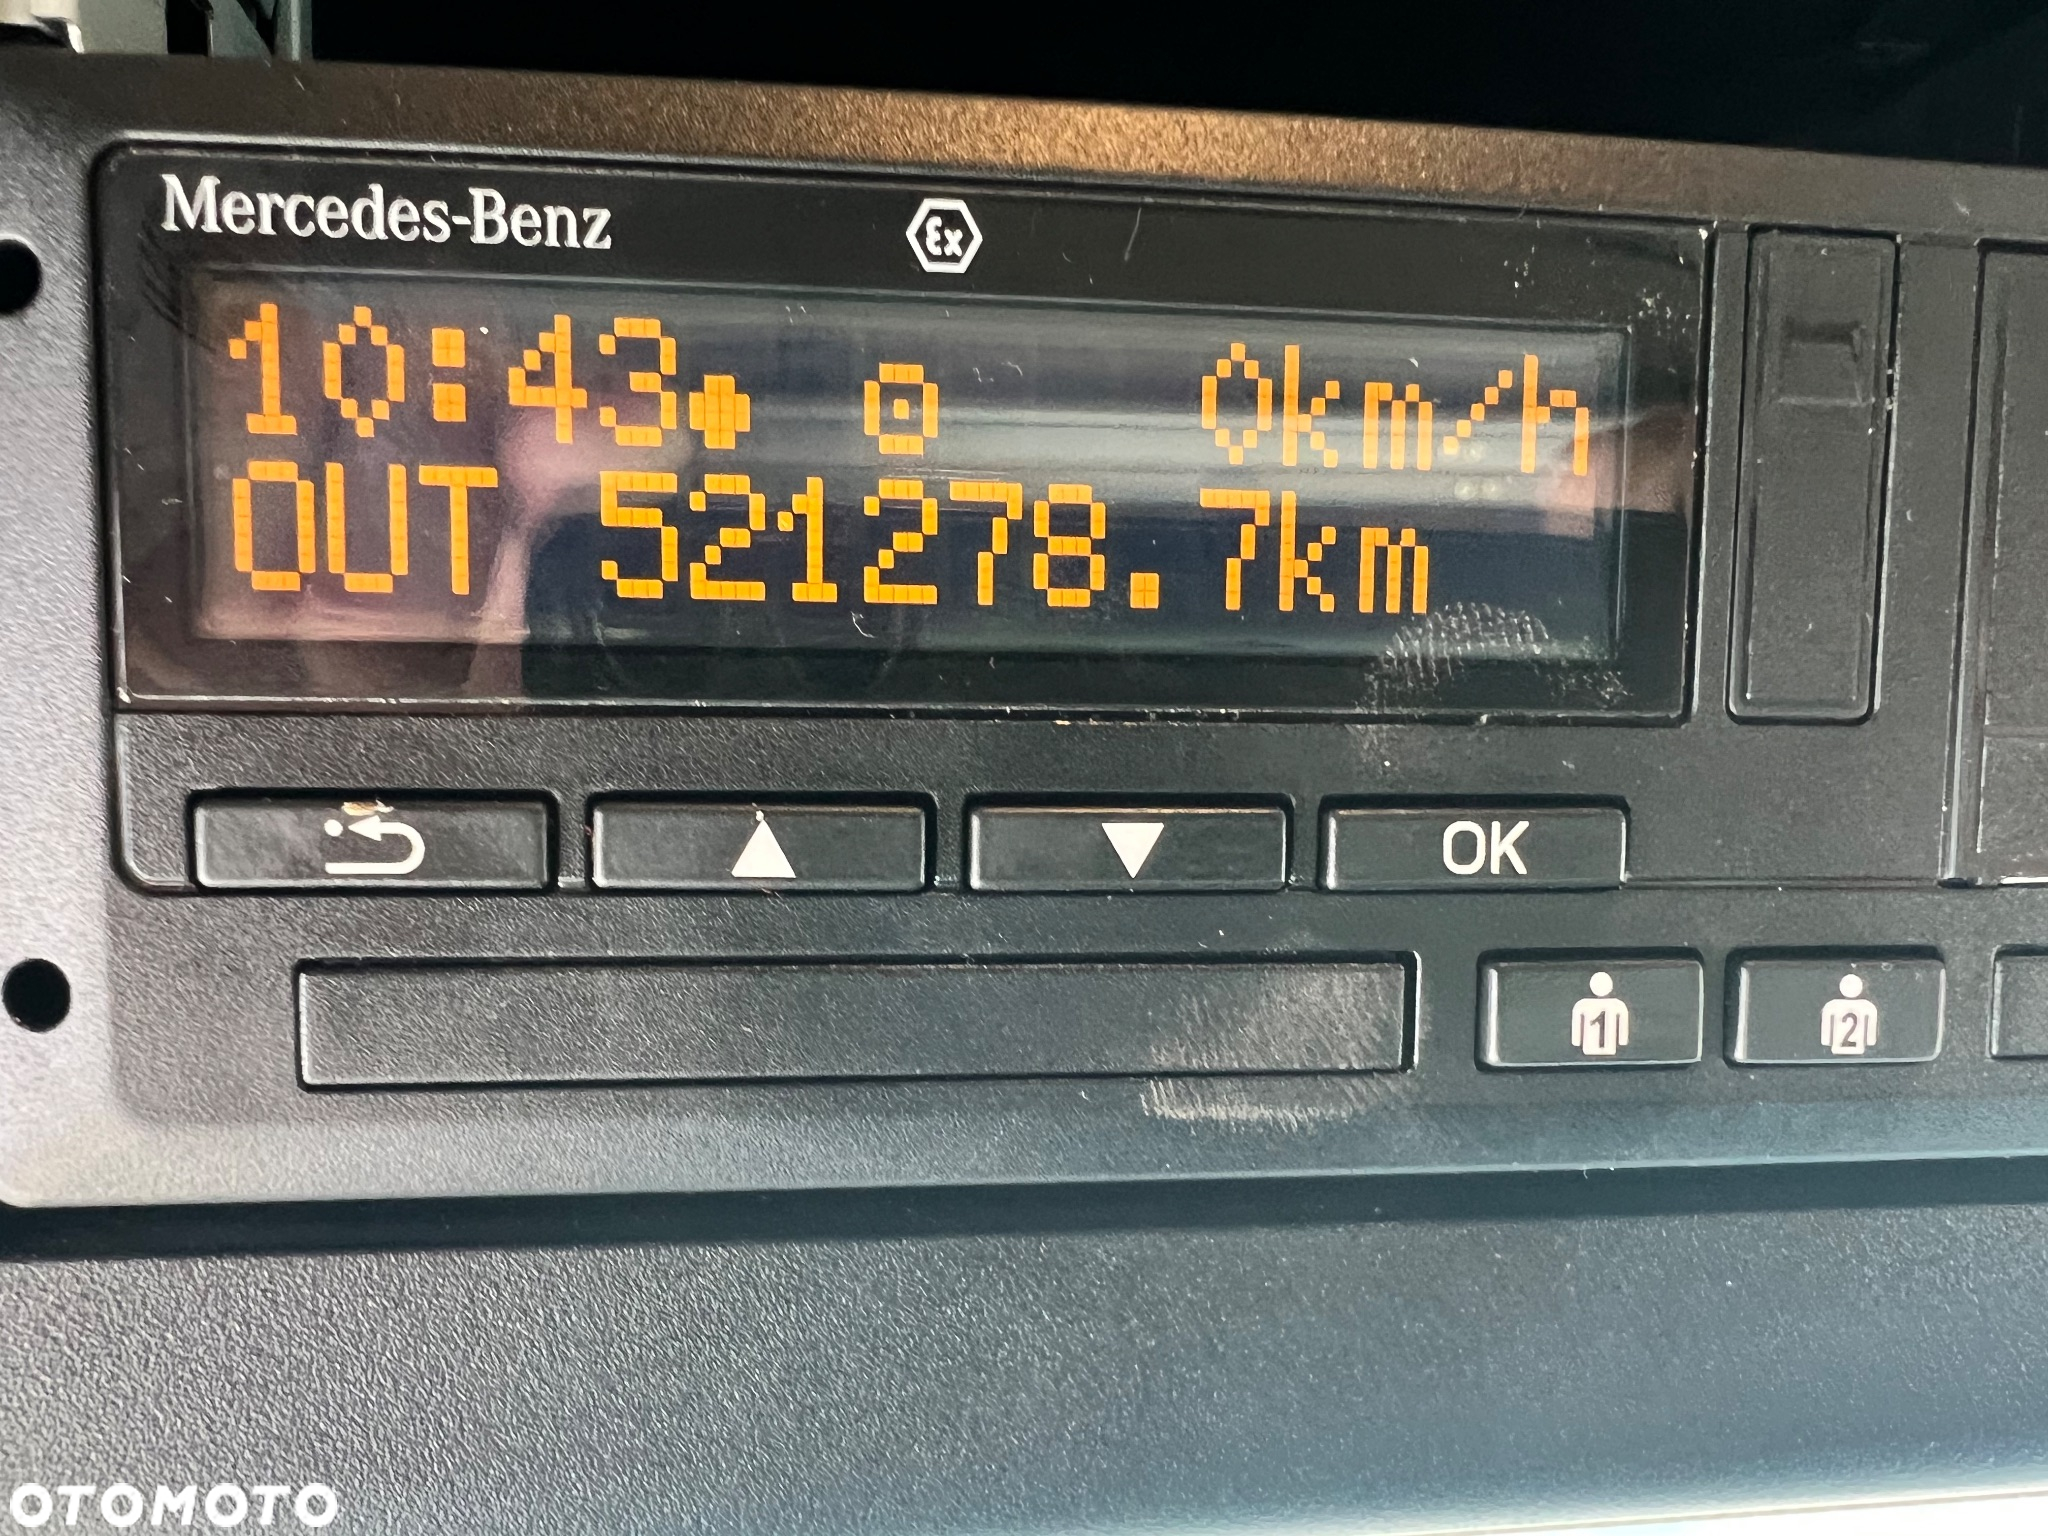 Mercedes-Benz
Ex
10:43 0km/h
OUT 521278.7km
OK
1 2
OTOMOTO